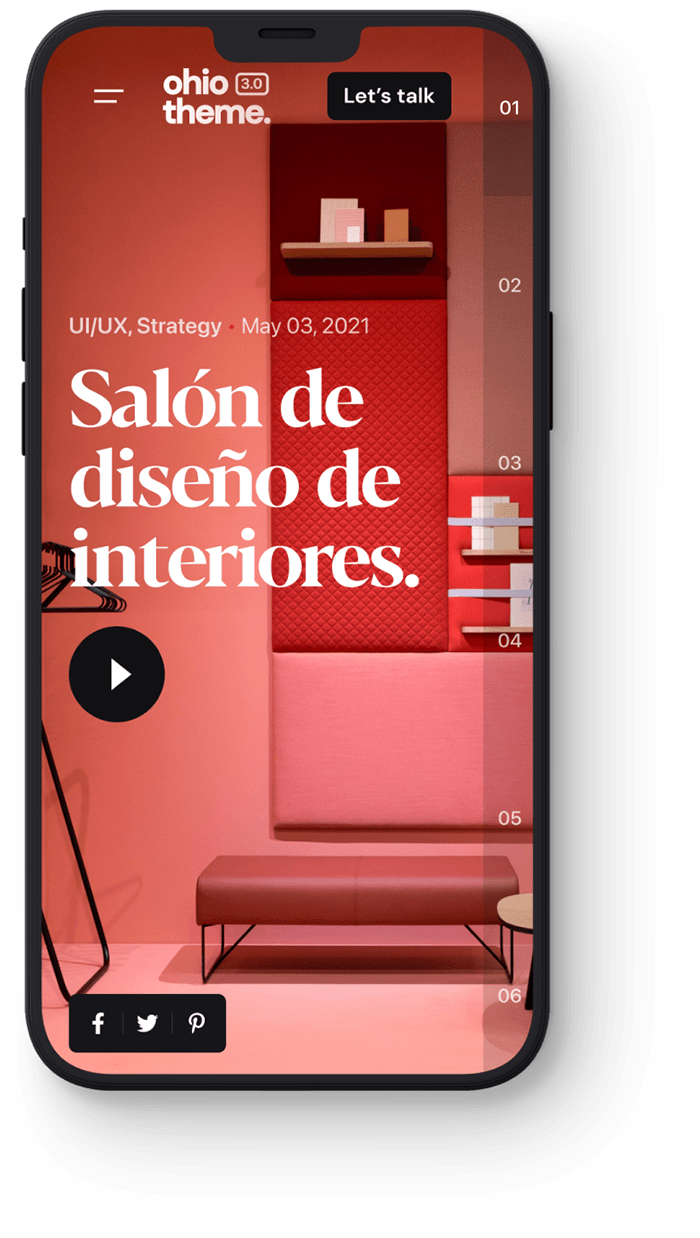 ohio 3.0
theme.
Let’s talk
01
02
UI/UX, Strategy • May 03, 2021
Salón de
diseño de
interiores.
03
04
05
06